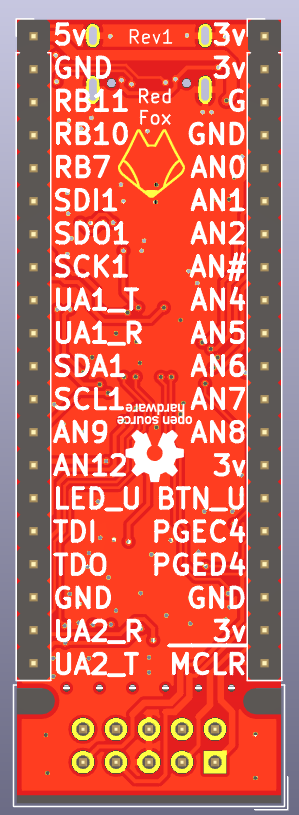 Rev1
Red
Fox
5v 3v
GND 3v
RB11 G
RB10 GND
RB7 AN0
SDI1 AN1
SDO1 AN2
SCK1 AN#
UA1_T AN4
UA1_R AN5
SDA1 AN6
SCL1 AN7
AN9 AN8
AN12 3v
LED_U BTN_U
TDI PGEC4
TDO PGED4
GND GND
UA2_R 3v
UA2_T MCLR
open source
hardware